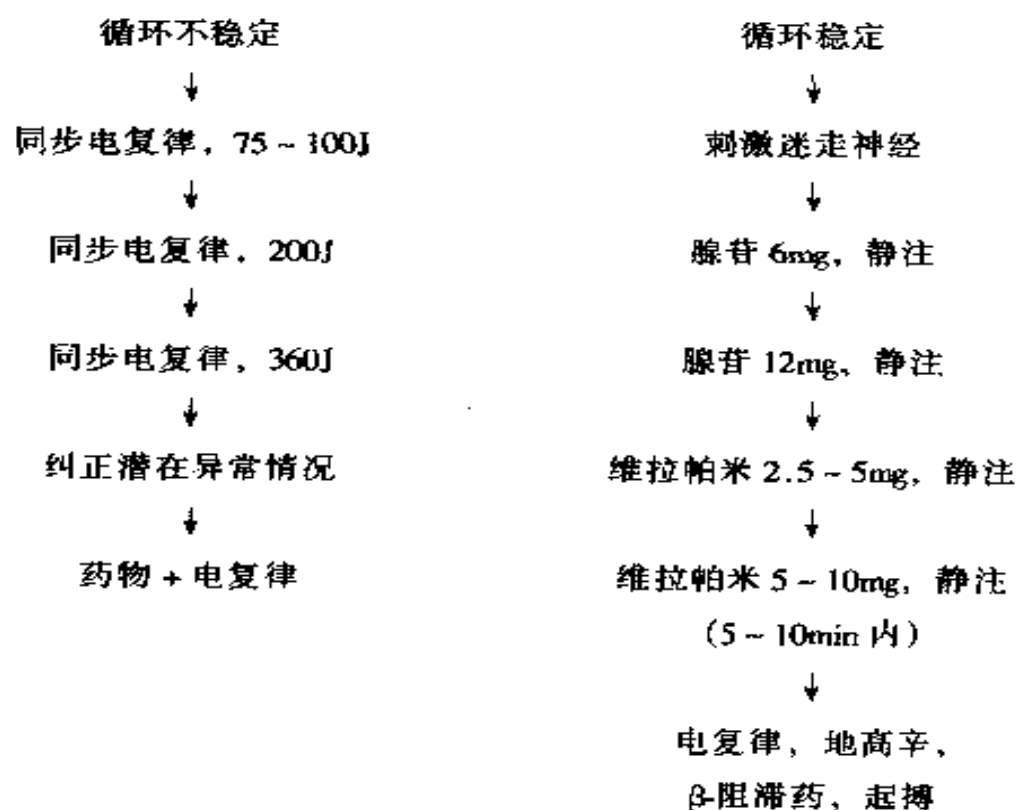 循环不稳定
同步电复律，75~100J
同步电复律，200J
同步电复律，360J
纠正潜在异常情况
药物+电复律
循环稳定
刺激迷走神经
腺苷 6mg，静注
腺苷 12mg，静注
维拉帕米 2.5~5mg，静注
维拉帕米 5~10mg，静注
（5~10min 内）
电复律，地高辛，
β-阻滞药，起搏